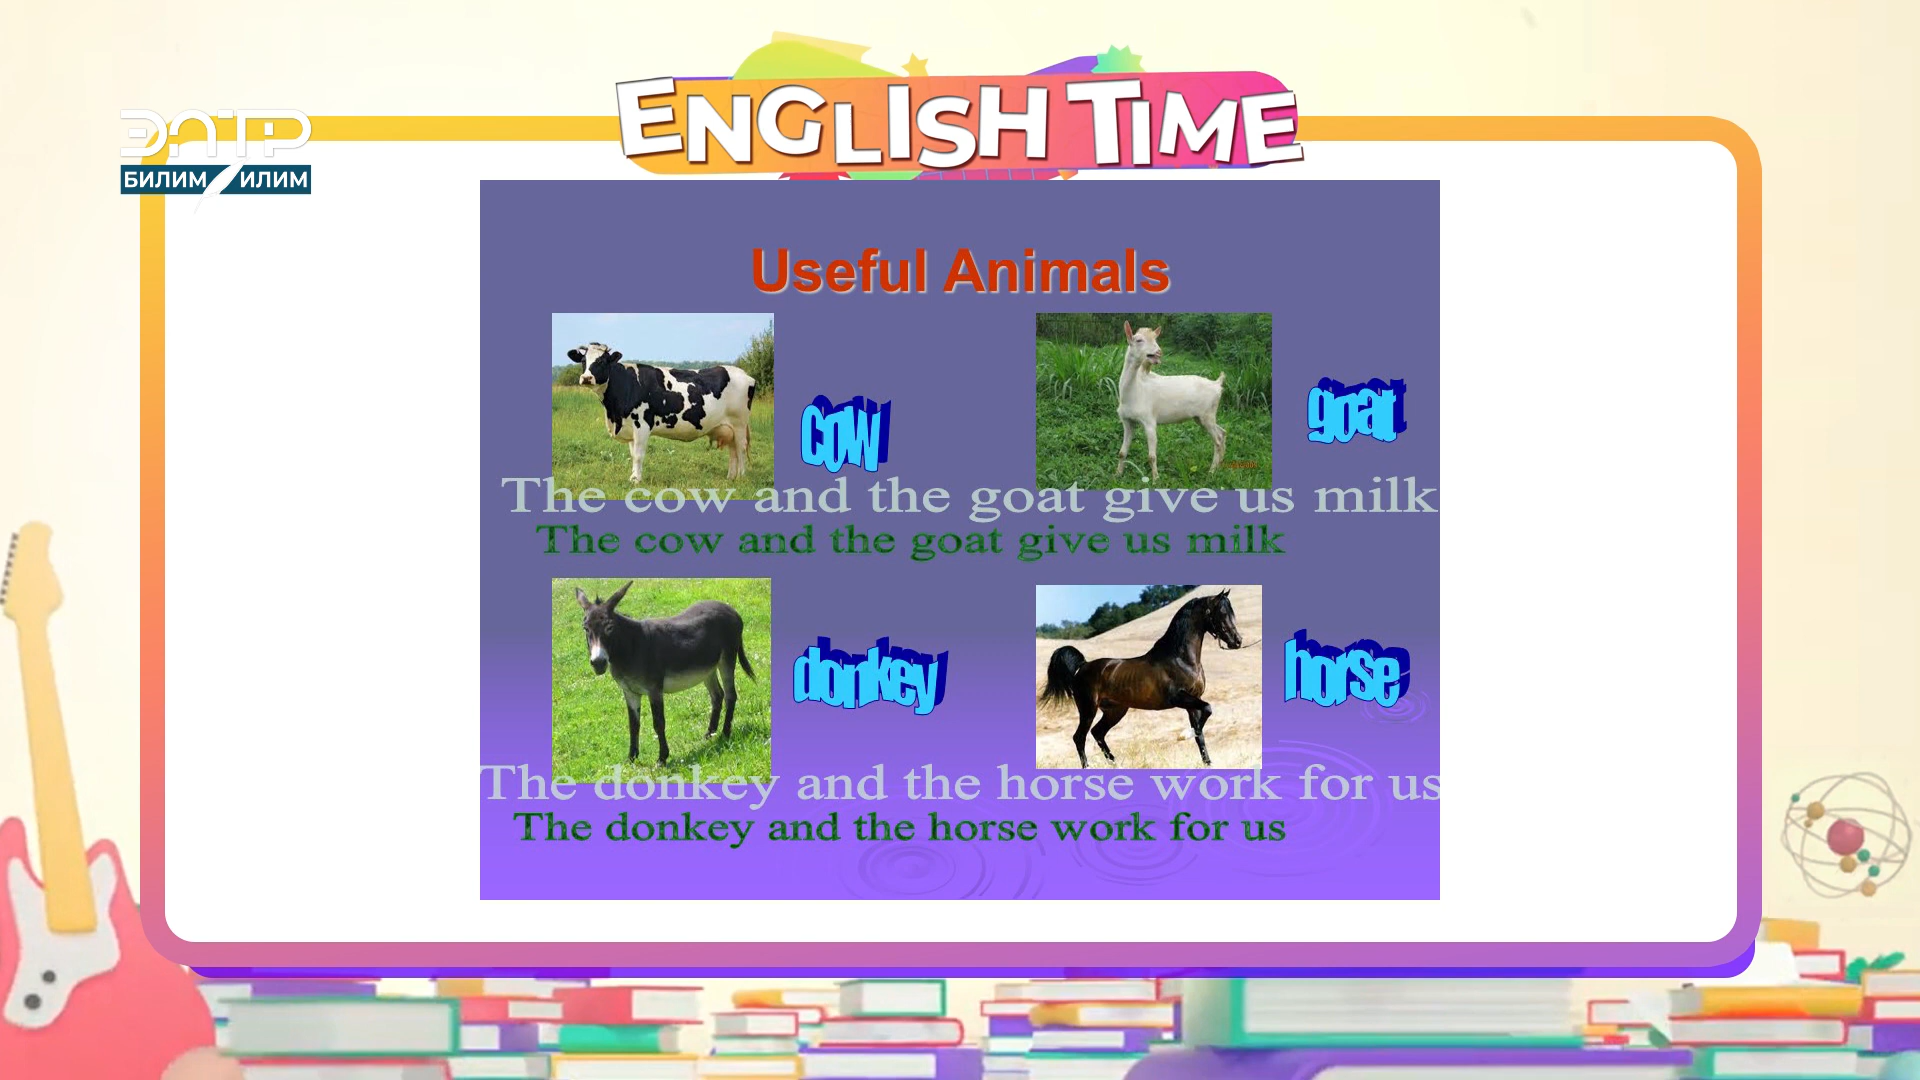 ENGLISH TIME
ЭЛТР
БИЛИМ ИЛИМ
Useful Animals
cow
goat
The cow and the goat give us milk
The cow and the goat give us milk
donkey
horse
The donkey and the horse work for us
The donkey and the horse work for us